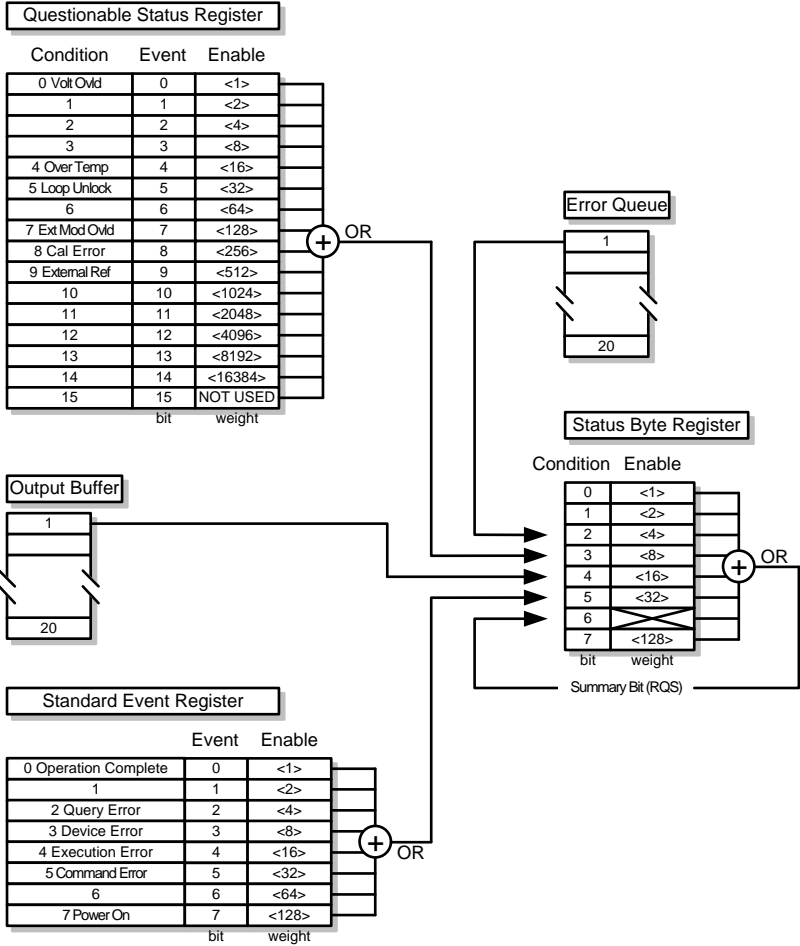 Questionable Status Register
Condition Event Enable
0 Volt Ovld 0 <1>
1 1 <2>
2 2 <4>
3 3 <8>
4 Over Temp 4 <16>
5 Loop Unlock 5 <32>
6 6 <64>
7 Ext Mod Ovld 7 <128>
8 Cal Error 8 <256>
9 External Ref 9 <512>
10 10 <1024>
11 11 <2048>
12 12 <4096>
13 13 <8192>
14 14 <16384>
15 15 NOT USED
bit weight
+ OR
Error Queue
1
20
Output Buffer
1
20
Status Byte Register
Condition Enable
0 <1>
1 <2>
2 <4>
3 <8>
4 <16>
5 <32>
6
7 <128>
bit weight
+ OR
Summary Bit (RQS)
Standard Event Register
Event Enable
0 Operation Complete 0 <1>
1 1 <2>
2 Query Error 2 <4>
3 Device Error 3 <8>
4 Execution Error 4 <16>
5 Command Error 5 <32>
6 6 <64>
7 Power On 7 <128>
bit weight
+ OR